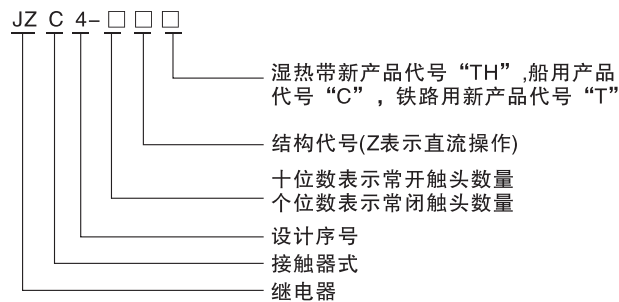 JZ C 4-□ □ □
湿热带新产品代号“TH”,船用产品
代号“C”，铁路用新产品代号“T”
结构代号(Z表示直流操作)
十位数表示常开触头数量
个位数表示常闭触头数量
设计序号
接触器式
继电器